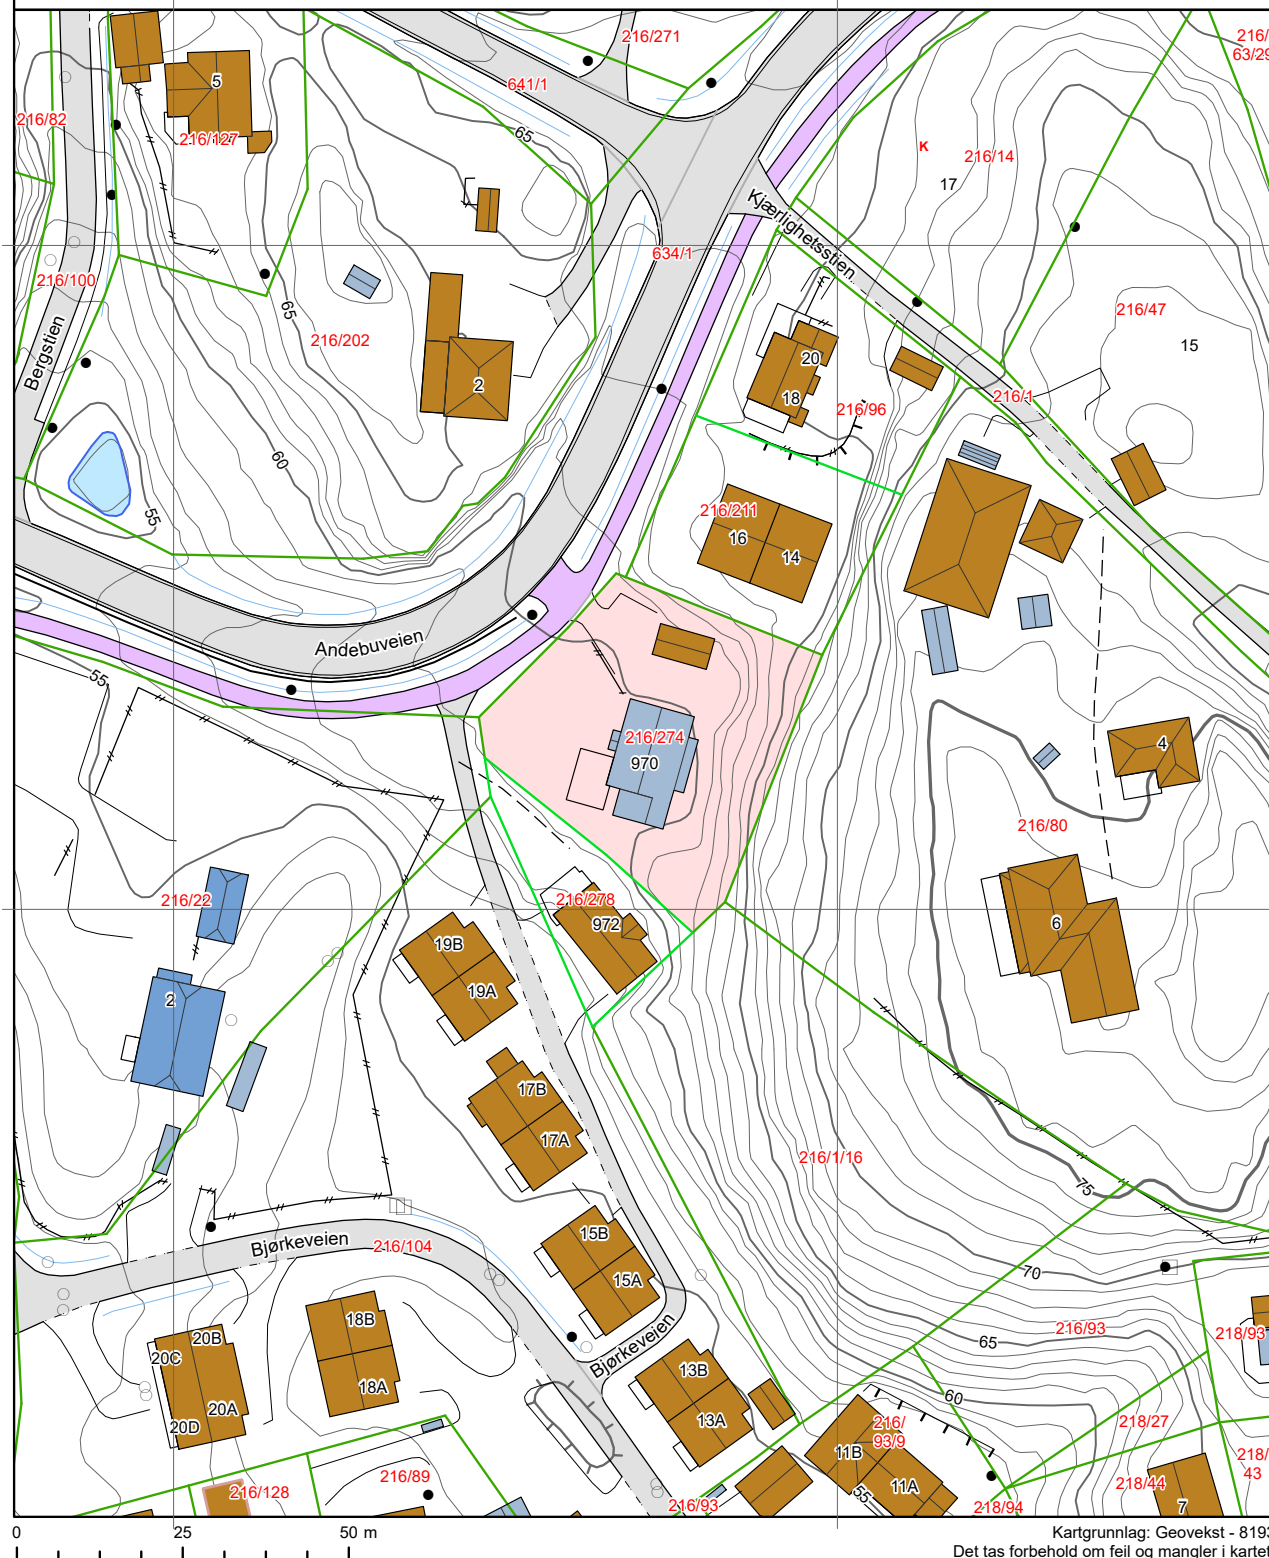 216/271
216/
63/29
641/1
5
216/82
65
216/127
K
216/14
17
Kjærlighetsstien
634/1
216/100
65
216/202
216/47
15
Bergstien
20
2
18
216/1
216/96
60
216/211
55
16
14
Andebuveien
55
216/274
970
4
216/80
216/22
216/278
972
6
19B
19A
2
17B
17A
216/1/16
75
15B
Bjørkeveien
216/104
15A
70
18B
20B
20C
Bjørkeveien
65
216/93
218/93
13B
18A
60
20A
20D
13A
216/
93/9
218/27
11B
216/89
11A
218/
43
216/128
55
218/44
216/93
218/94
7
0
25
50 m
Kartgrunnlag: Geovekst - 8193
Det tas forbehold om feil og mangler i kartet